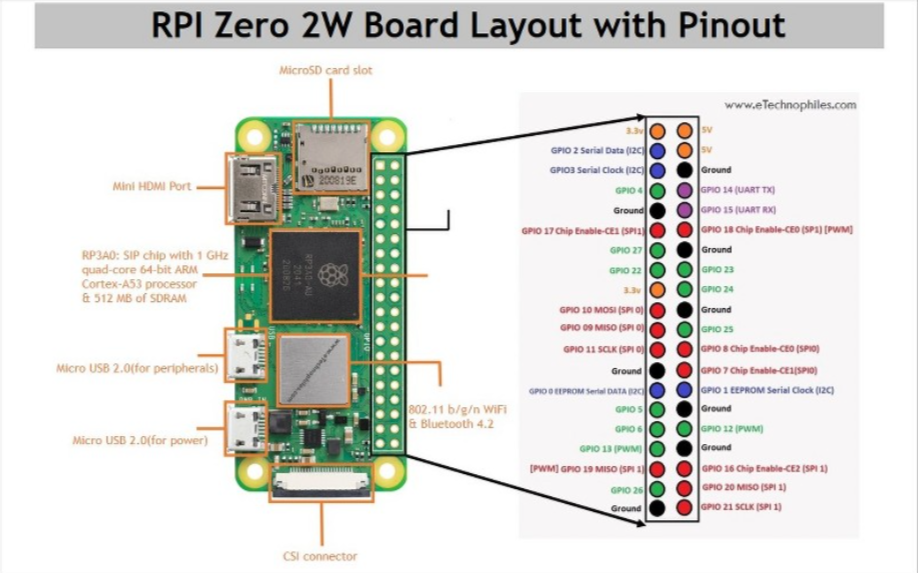 RPI Zero 2W Board Layout with Pinout
MicroSD card slot
www.eTechnophiles.com
200819E
Mini HDMI Port
RP3A0: SIP chip with 1 GHz
quad-core 64-bit ARM
Cortex-A53 processor
& 512 MB of SDRAM
RP3A0-AU
2041
USB
GPIO
Micro USB 2.0(for peripherals)
www.eTechnophiles.com
802.11 b/g/n WiFi
& Bluetooth 4.2
Micro USB 2.0(for power)
CSI connector
3.3v 5V
GPIO 2 Serial Data (I2C) 5V
GPIO3 Serial Clock (I2C) Ground
GPIO 4 GPIO 14 (UART TX)
Ground GPIO 15 (UART RX)
GPIO 17 Chip Enable-CE1 (SPI1) GPIO 18 Chip Enable-CE0 (SP1) [PWM]
GPIO 27 Ground
GPIO 22 GPIO 23
3.3v GPIO 24
GPIO 10 MOSI (SPI 0) Ground
GPIO 09 MISO (SPI 0) GPIO 25
GPIO 11 SCLK (SPI 0) GPIO 8 Chip Enable-CE0 (SPI0)
Ground GPIO 7 Chip Enable-CE1(SPI0)
GPIO 0 EEPROM Serial DATA (I2C) GPIO 1 EEPROM Serial Clock (I2C)
GPIO 5 Ground
GPIO 6 GPIO 12 (PWM)
GPIO 13 (PWM) Ground
[PWM] GPIO 19 MISO (SPI 1) GPIO 16 Chip Enable-CE2 (SPI 1)
GPIO 26 GPIO 20 MISO (SPI 1)
Ground GPIO 21 SCLK (SPI 1)